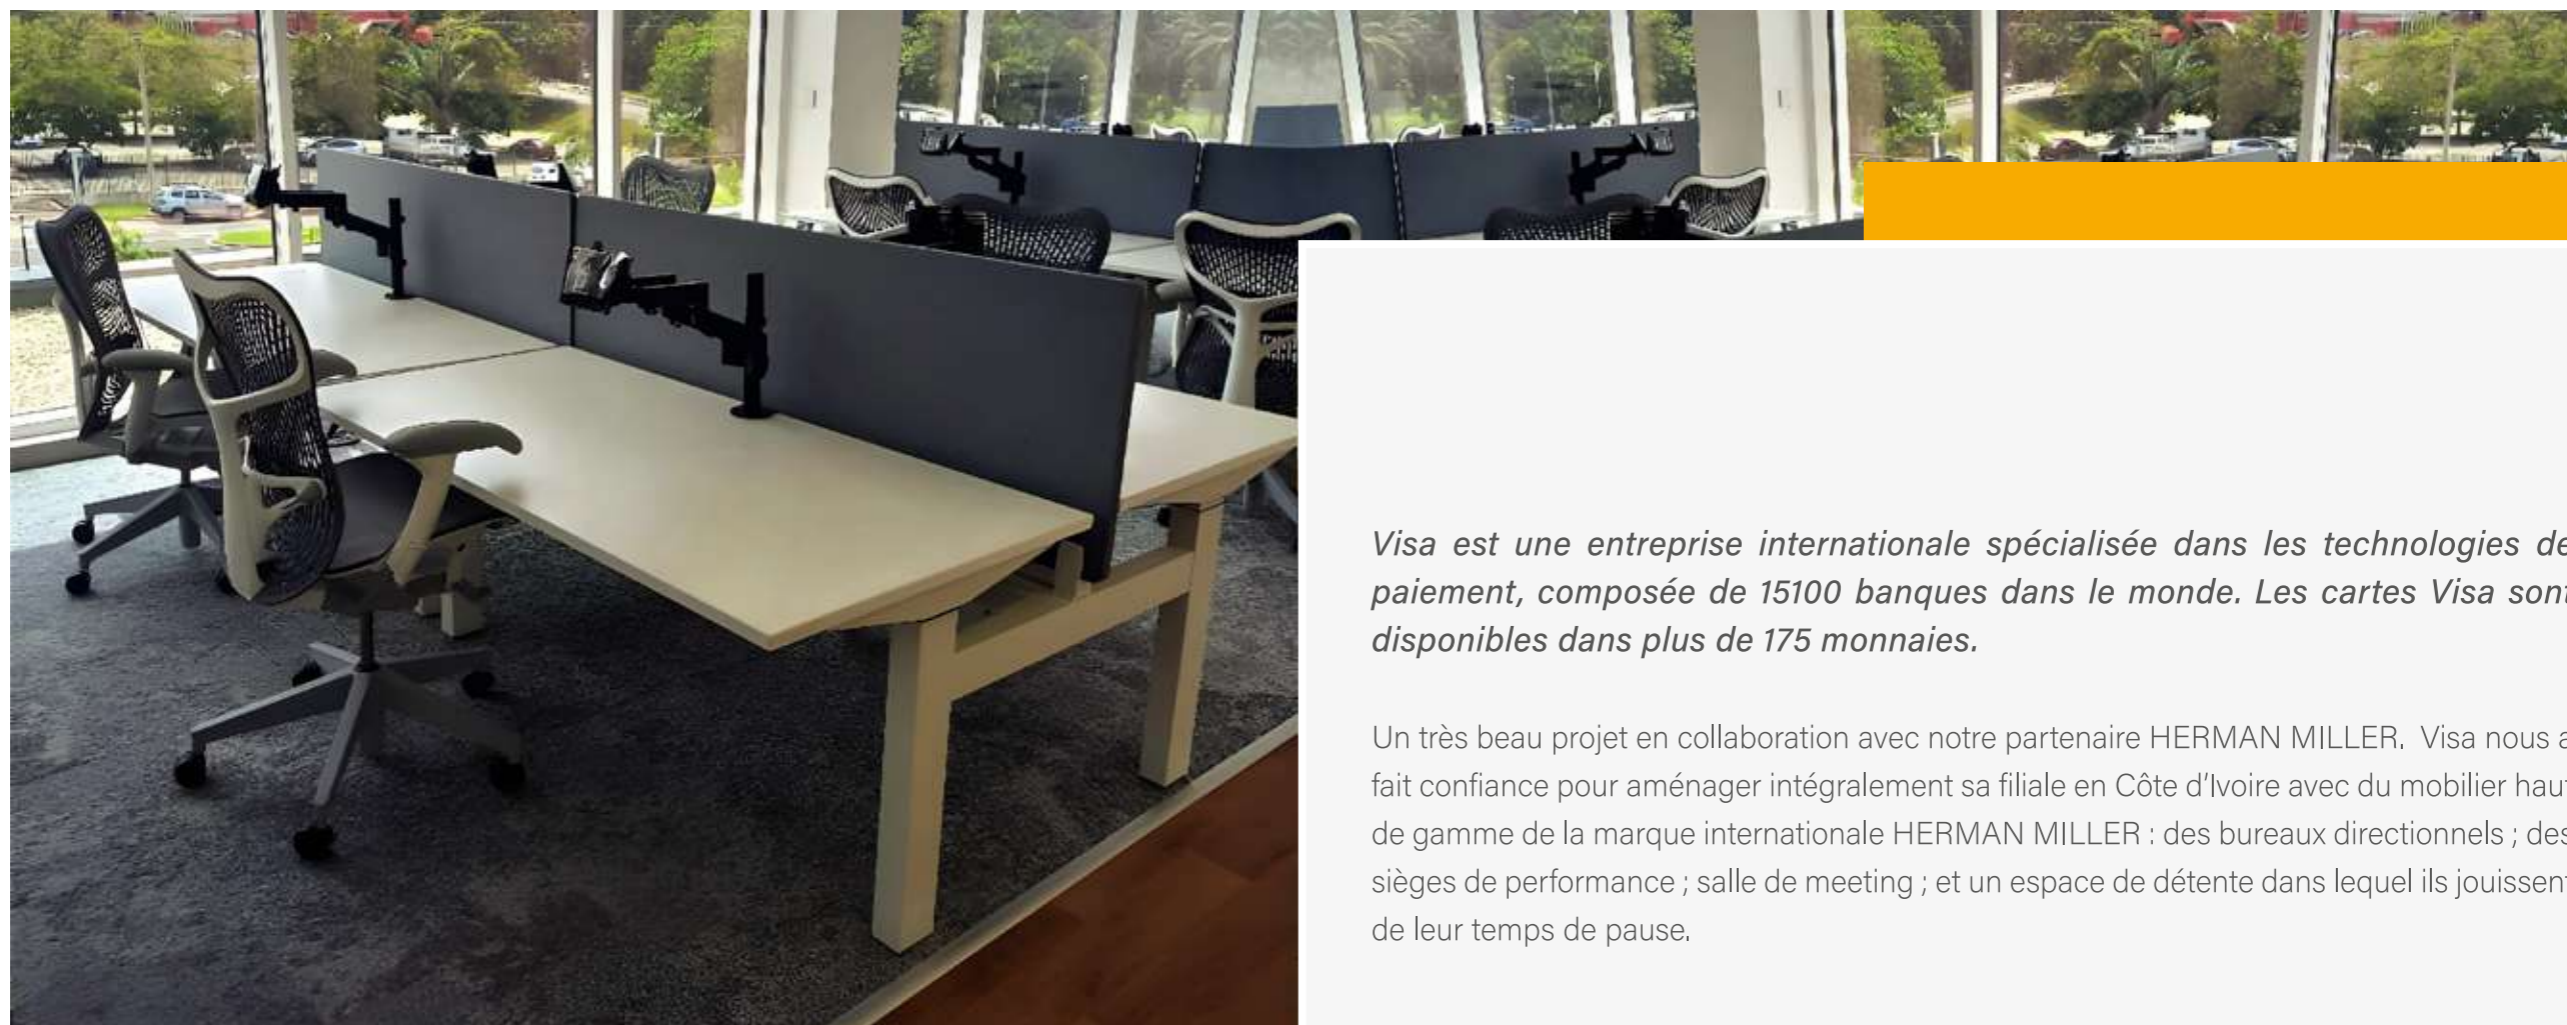 Visa est une entreprise internationale spécialisée dans les technologies de
paiement, composée de 15100 banques dans le monde. Les cartes Visa sont
disponibles dans plus de 175 monnaies.
Un très beau projet en collaboration avec notre partenaire HERMAN MILLER. Visa nous a
fait confiance pour aménager intégralement sa filiale en Côte d'Ivoire avec du mobilier haut
de gamme de la marque internationale HERMAN MILLER : des bureaux directionnels ; des
sièges de performance ; salle de meeting ; et un espace de détente dans lequel ils jouissent
de leur temps de pause.